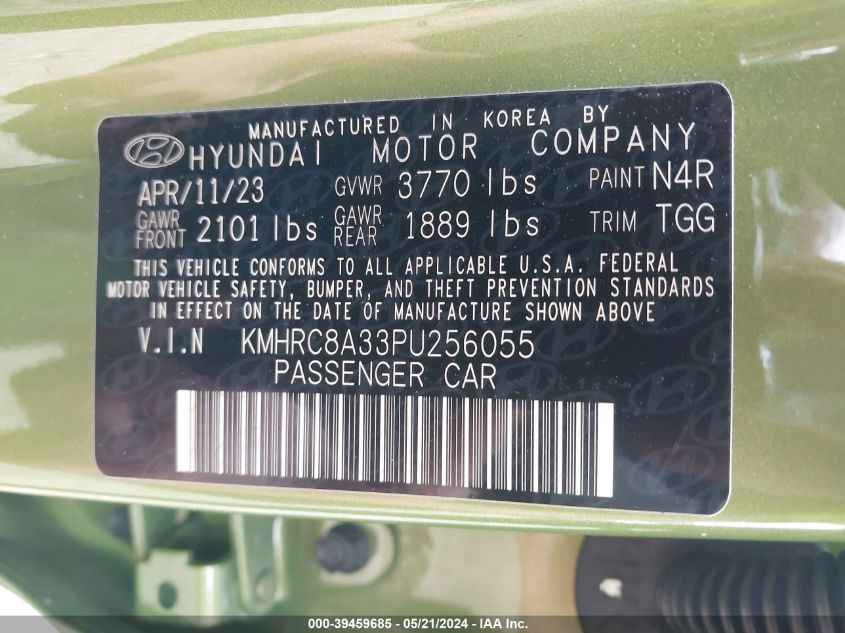 MANUFACTURED IN KOREA BY
HYUNDAI MOTOR COMPANY
APR/11/23 GVWR 3770 lbs PAINT N4R
GAWR FRONT 2101 lbs GAWR REAR 1889 lbs TRIM TGG
THIS VEHICLE CONFORMS TO ALL APPLICABLE U.S.A. FEDERAL
MOTOR VEHICLE SAFETY, BUMPER, AND THEFT PREVENTION STANDARDS
IN EFFECT ON THE DATE OF MANUFACTURE SHOWN ABOVE
V.I.N KMHRC8A33PU256055
PASSENGER CAR
000-39459685 - 05/21/2024 - IAA Inc.